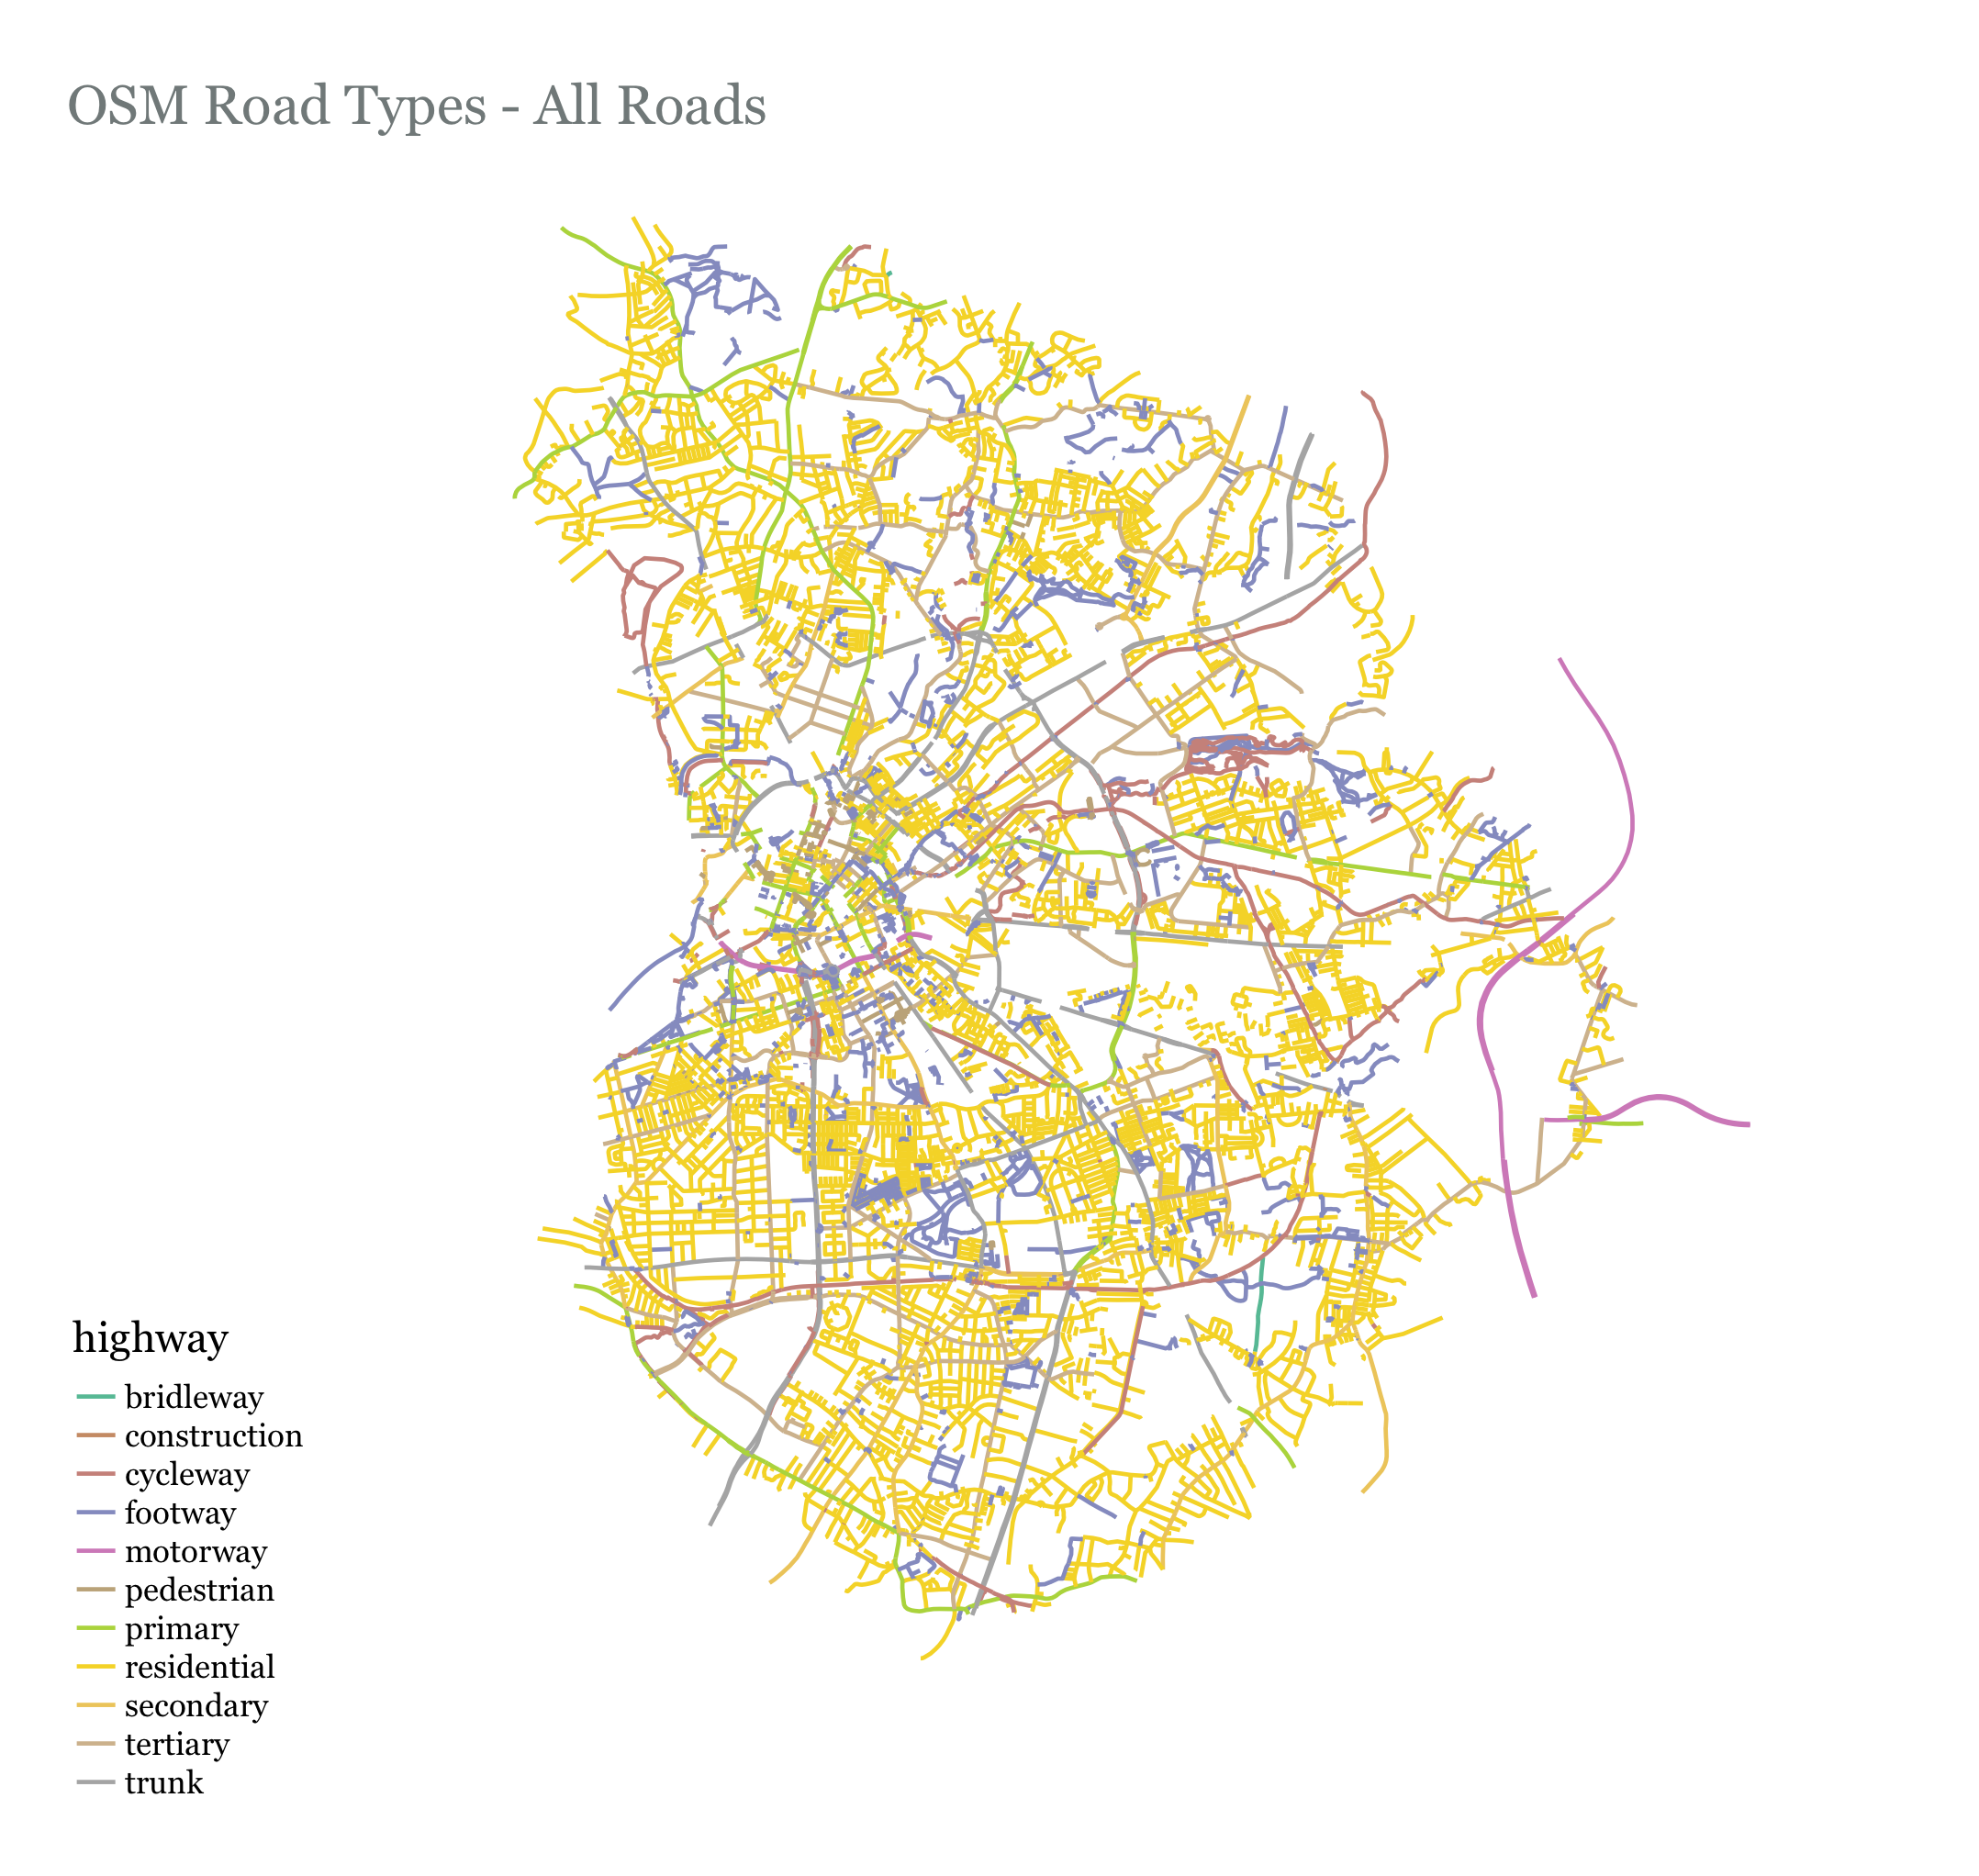 OSM Road Types - All Roads
highway
bridleway
construction
cycleway
footway
motorway
pedestrian
primary
residential
secondary
tertiary
trunk